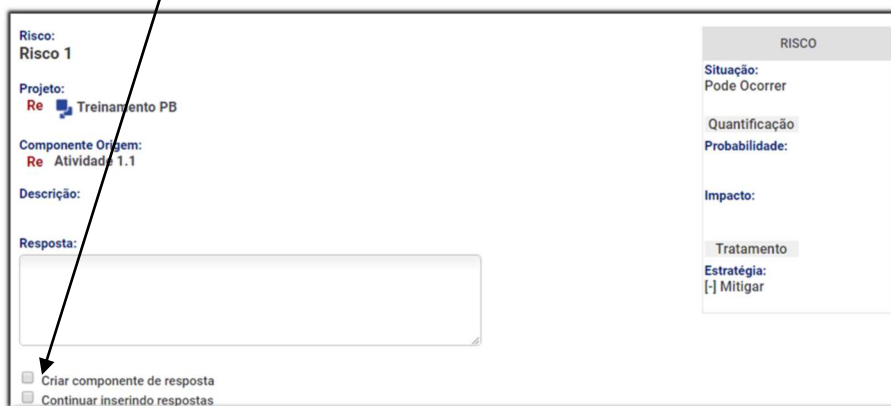 Risco:
Risco 1
Projeto:
Re Treinamento PB
Componente Origem:
Re Atividade 1.1
Descrição:
Resposta:
Criar componente de resposta
Continuar inserindo respostas
RISCO
Situação:
Pode Ocorrer
Quantificação
Probabilidade:
Impacto:
Tratamento
Estratégia:
[-] Mitigar